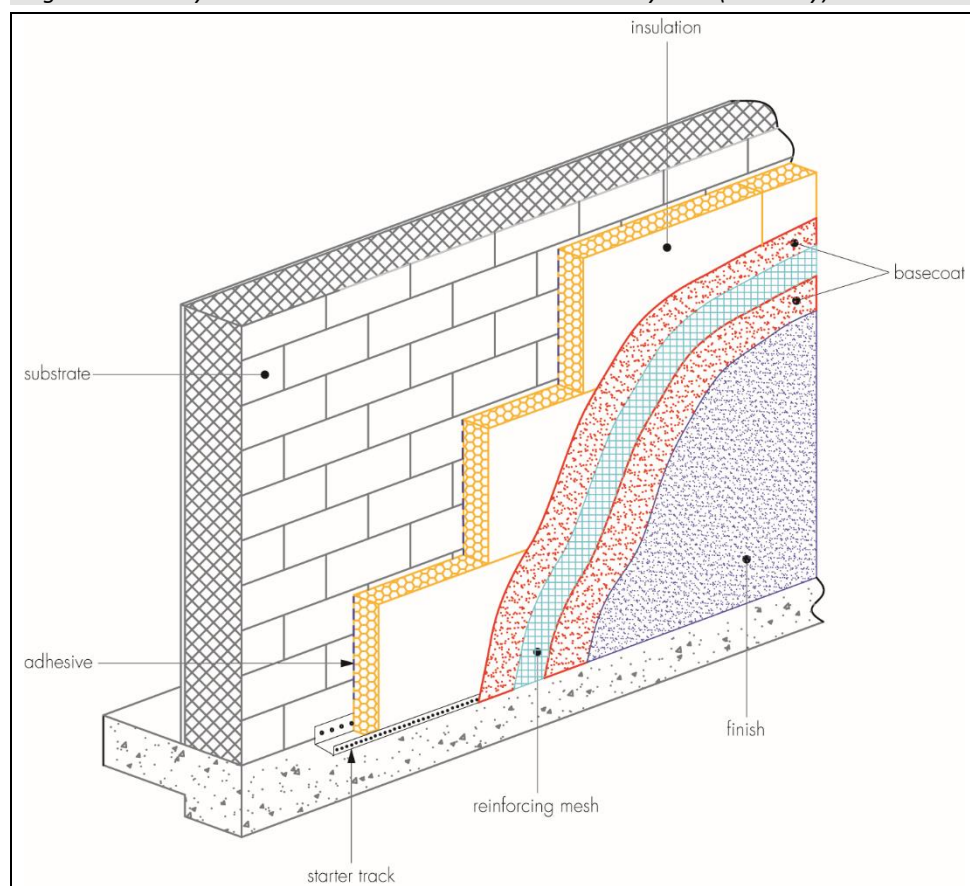 insulation
basecoat
substrate
adhesive
finish
reinforcing mesh
starter track